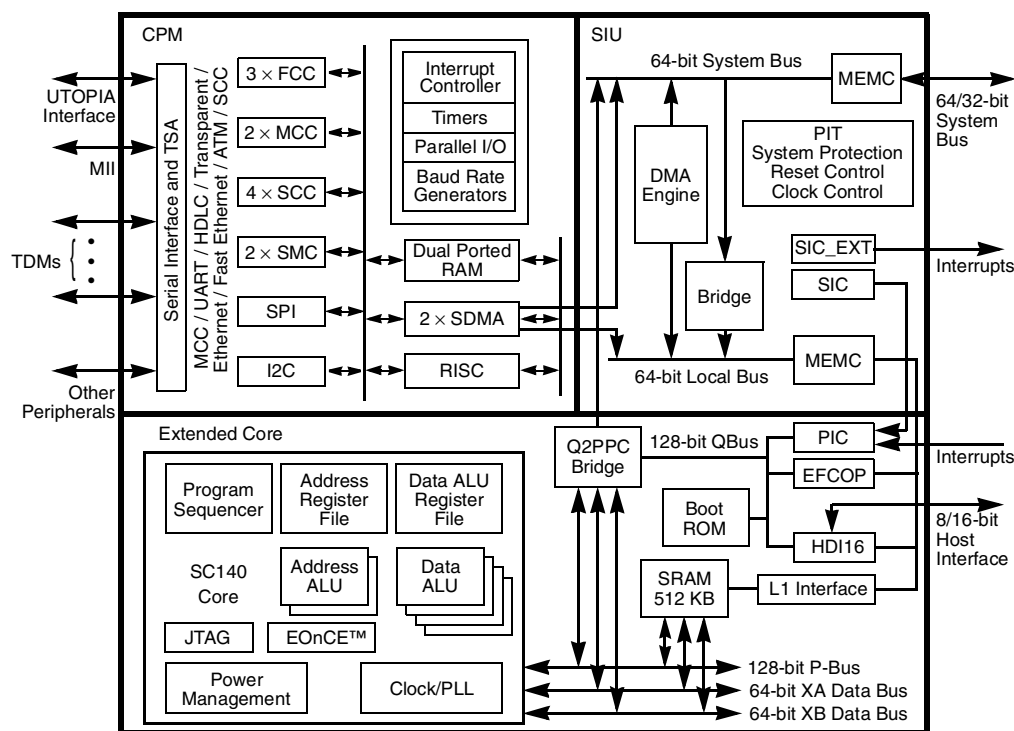 CPM
UTOPIA
Interface
MII
TDMs
Other
Peripherals
Serial Interface and TSA
MCC / UART / HDLC / Transparent /
Ethernet / Fast Ethernet / ATM / SCC
3 × FCC
2 × MCC
4 × SCC
2 × SMC
SPI
I2C
Interrupt
Controller
Timers
Parallel I/O
Baud Rate
Generators
Dual Ported
RAM
2 × SDMA
RISC
SIU
64-bit System Bus
MEMC
64/32-bit
System
Bus
PIT
System Protection
Reset Control
Clock Control
DMA
Engine
Bridge
SIC_EXT
Interrupts
SIC
64-bit Local Bus
MEMC
Extended Core
Program
Sequencer
Address
Register
File
Data ALU
Register
File
SC140
Core
Address
ALU
Data
ALU
JTAG
EOnCE™
Power
Management
Clock/PLL
Q2PPC
Bridge
128-bit QBus
PIC
Interrupts
EFCOP
Boot
ROM
HDI16
8/16-bit
Host
Interface
SRAM
512 KB
L1 Interface
128-bit P-Bus
64-bit XA Data Bus
64-bit XB Data Bus